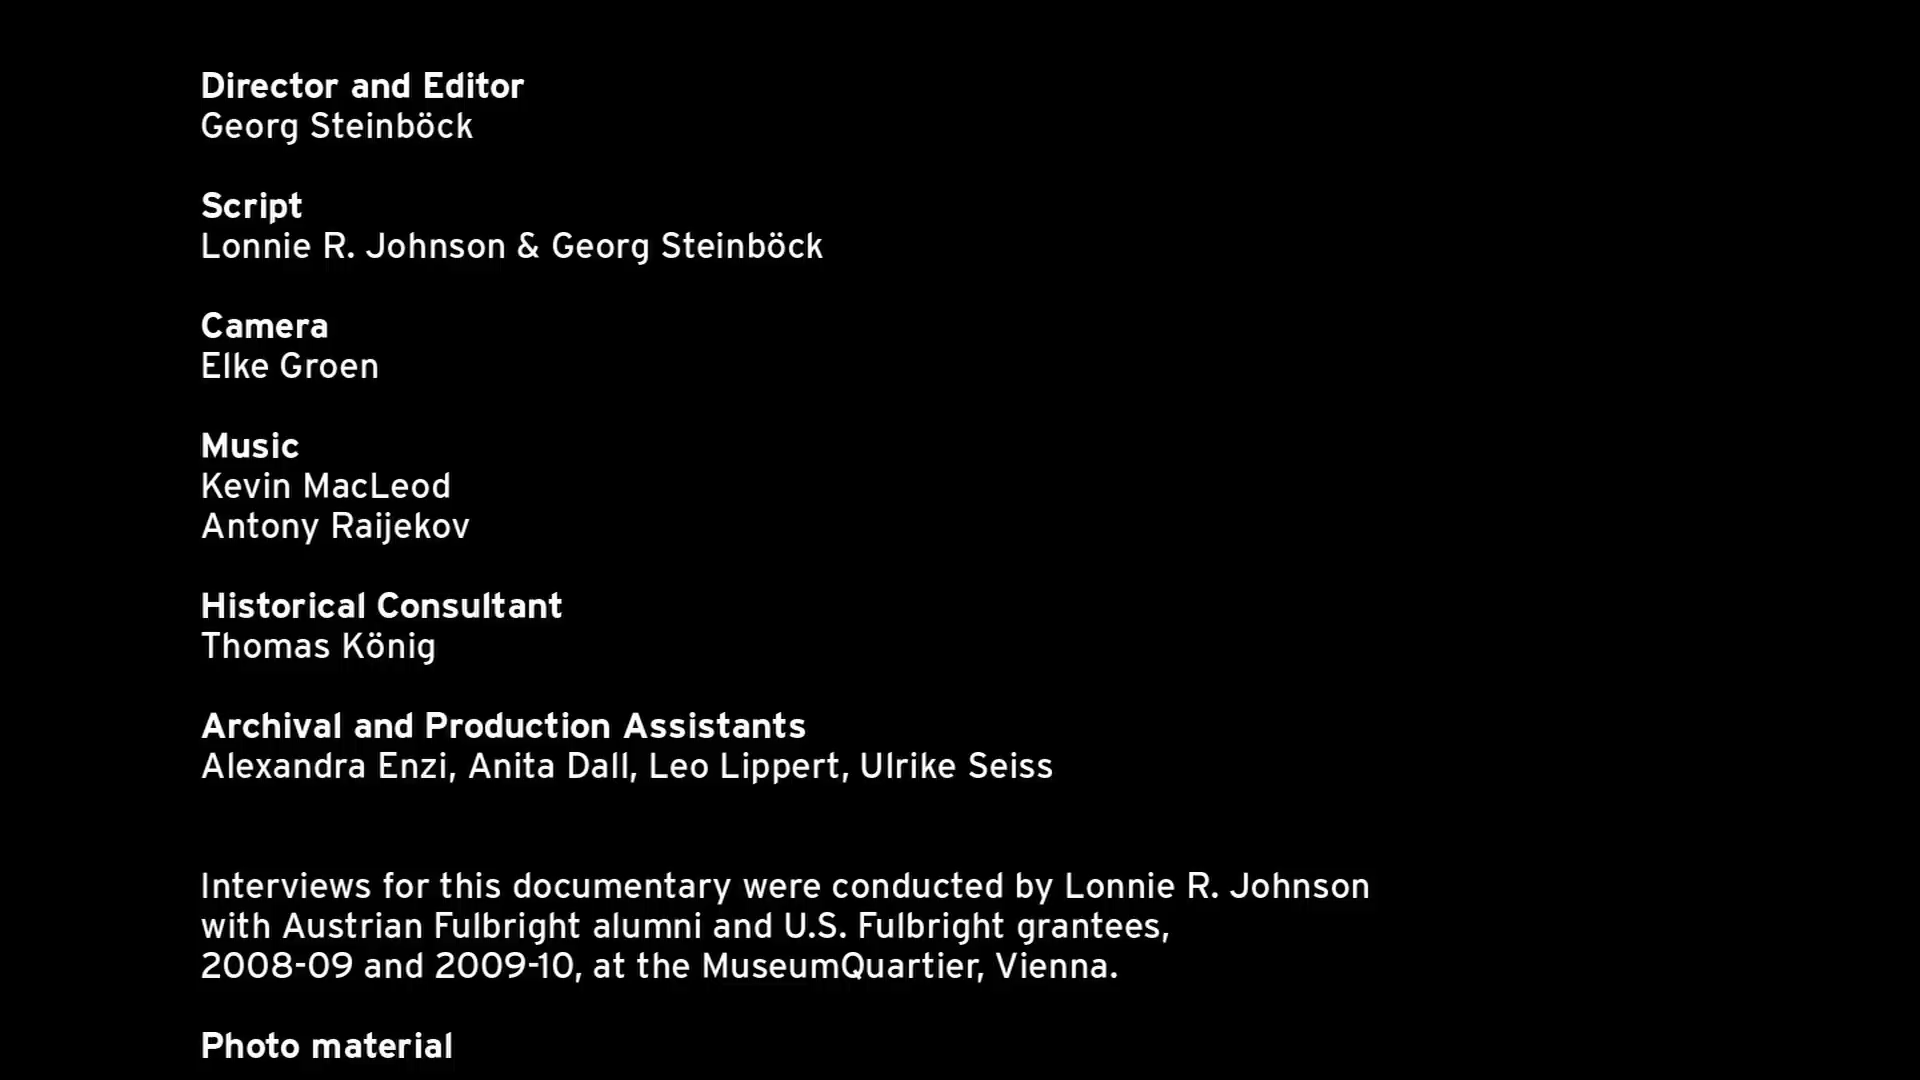 Director and Editor
Georg Steinböck
Script
Lonnie R. Johnson & Georg Steinböck
Camera
Elke Groen
Music
Kevin MacLeod
Antony Raijekov
Historical Consultant
Thomas König
Archival and Production Assistants
Alexandra Enzi, Anita Dall, Leo Lippert, Ulrike Seiss
Interviews for this documentary were conducted by Lonnie R. Johnson
with Austrian Fulbright alumni and U.S. Fulbright grantees,
2008-09 and 2009-10, at the MuseumQuartier, Vienna.
Photo material